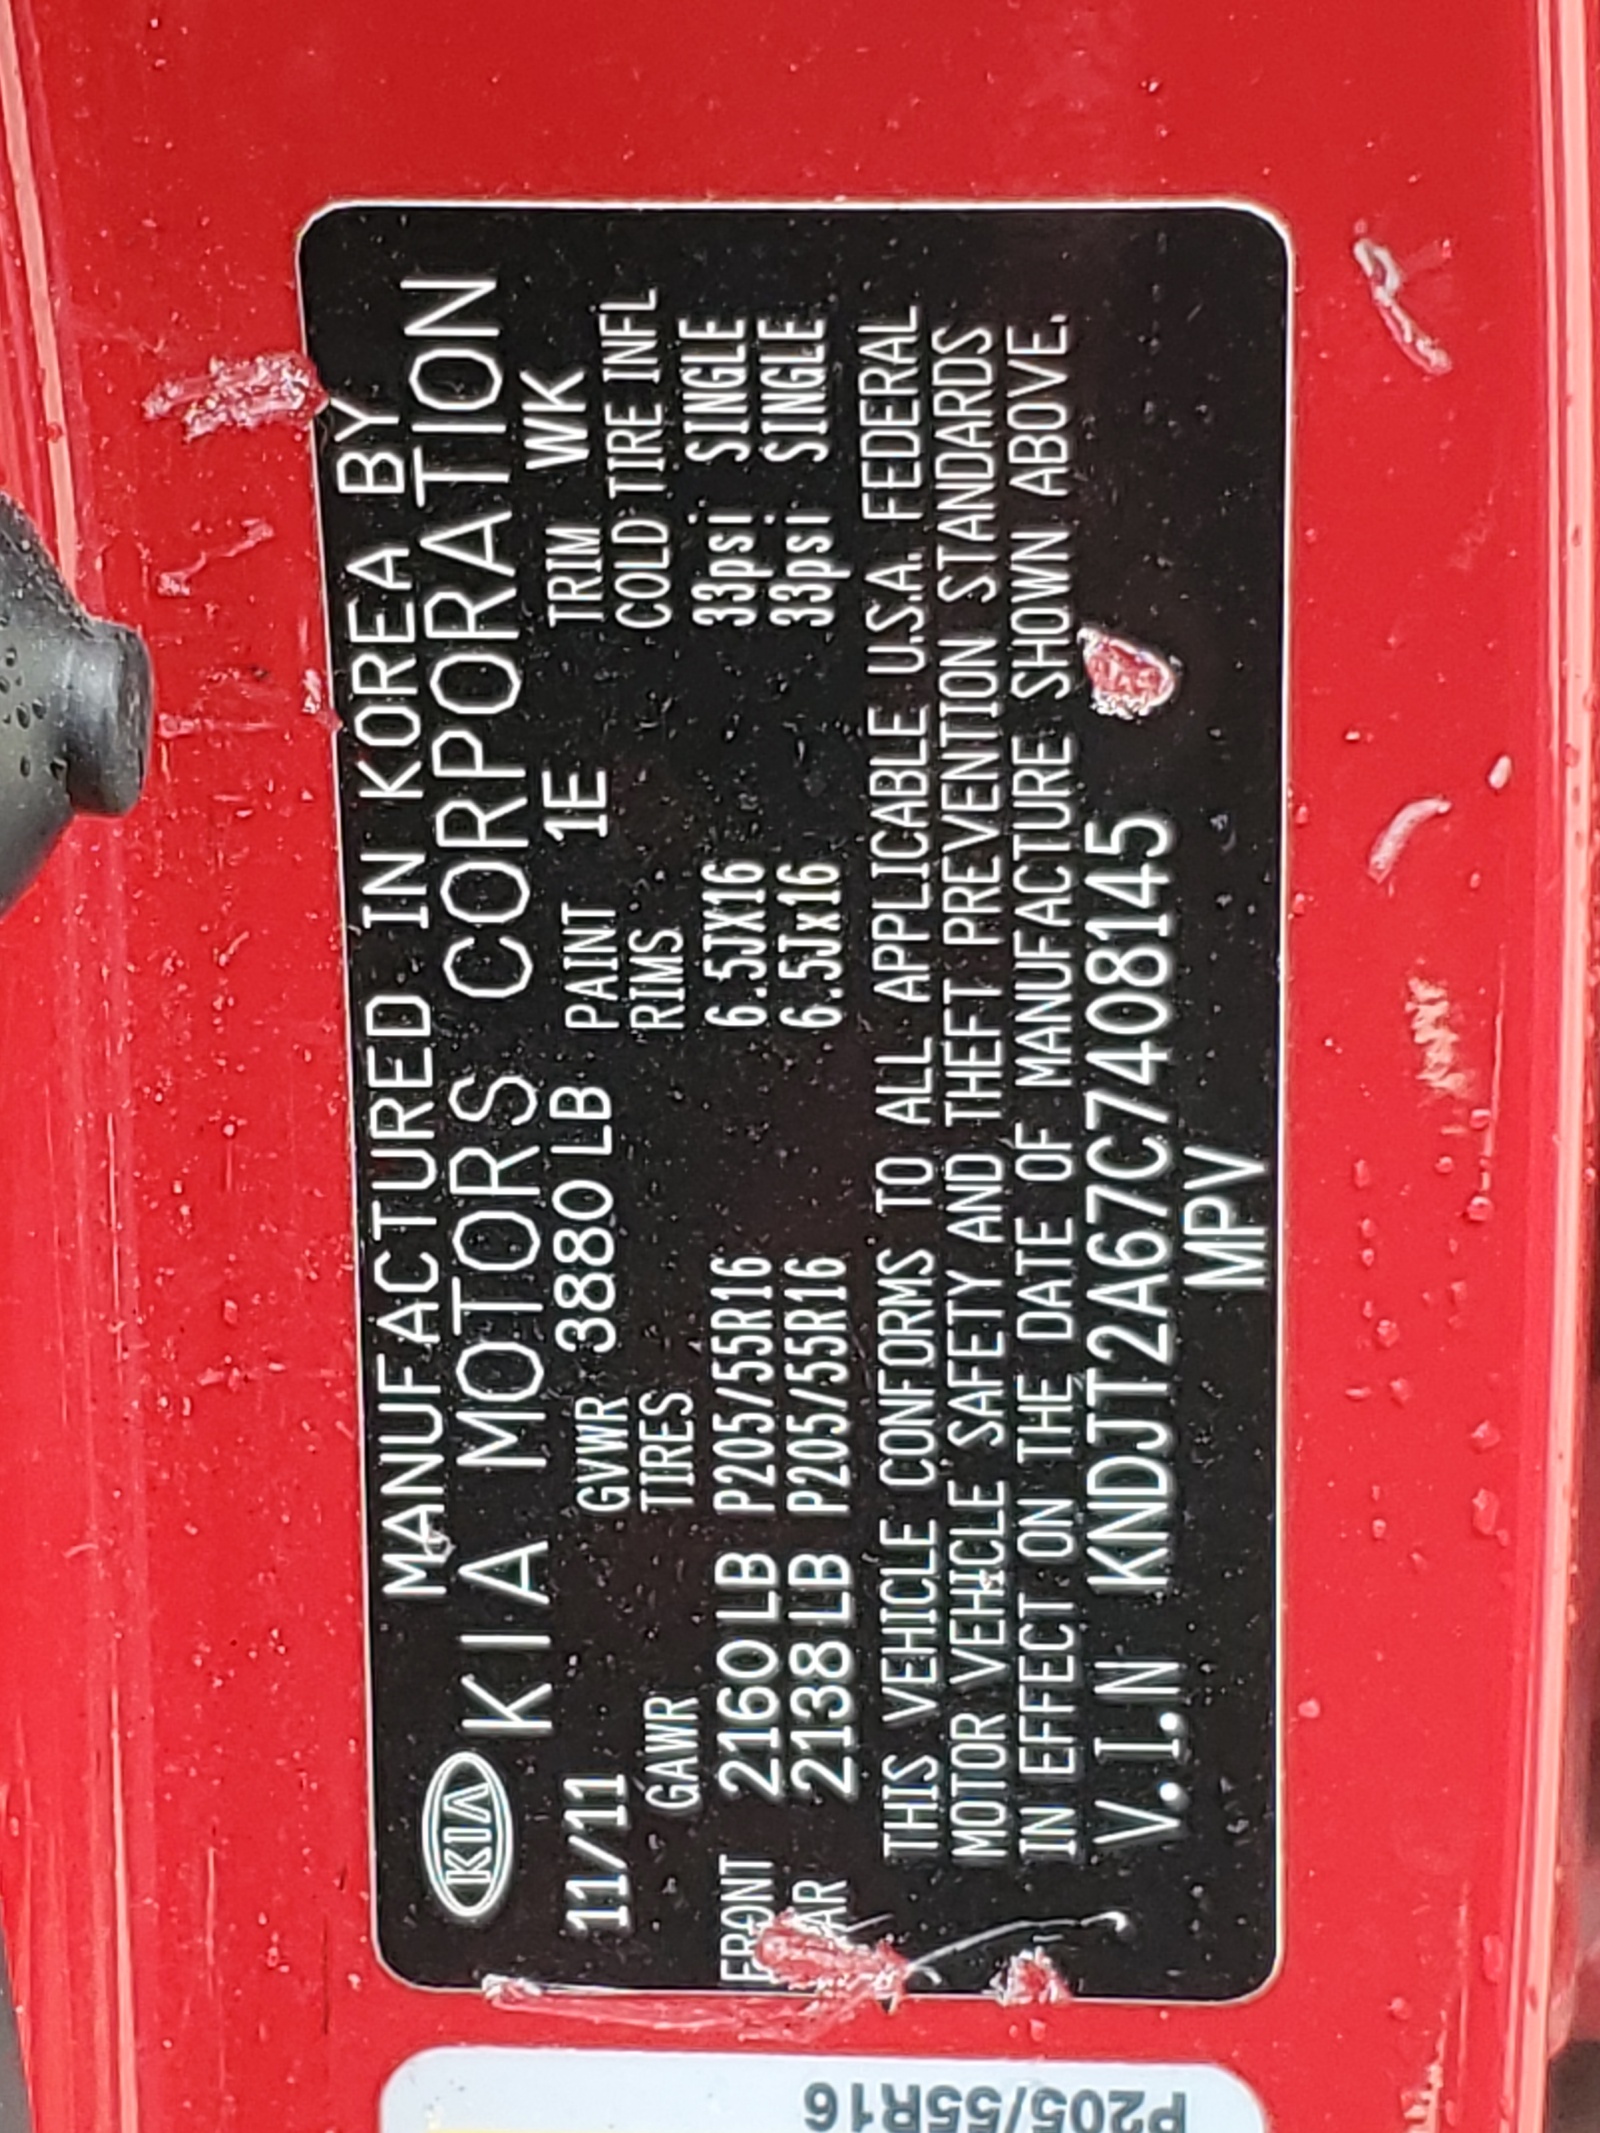 MANUFACTURED IN KOREA BY
KIA KIA MOTORS CORPORATION
11/11 GVWR 3880 LB PAINT 1E TRIM WK
GAWR TIRES RIMS COLD TIRE INFL
FRONT 2160 LB P205/55R16 6.5JX16 33psi SINGLE
AR 2138 LB P205/55R16 6.5Jx16 33psi SINGLE
THIS VEHICLE CONFORMS TO ALL APPLICABLE U.S.A. FEDERAL
MOTOR VEHICLE SAFETY AND THEFT PREVENTION STANDARDS
IN EFFECT ON THE DATE OF MANUFACTURE SHOWN ABOVE.
V.I.N KNDJT2A67C7408145
MPV
P205/55R16